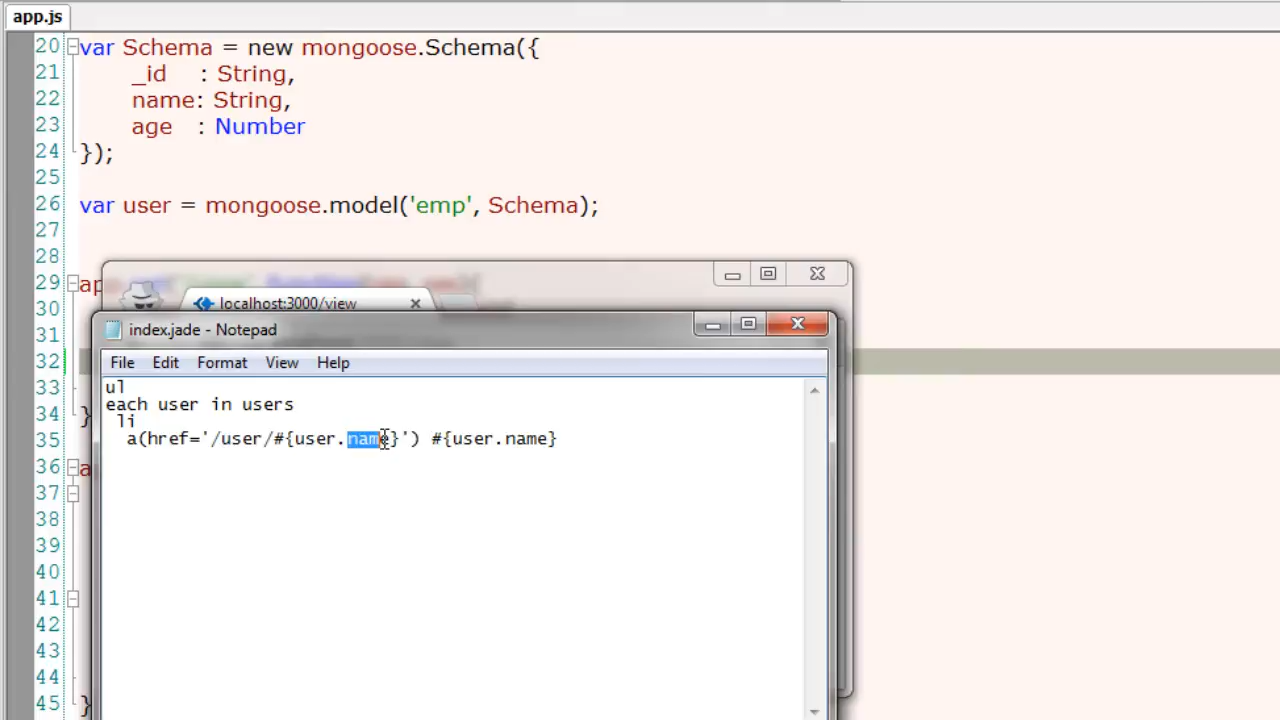 app.js
20 var Schema = new mongoose.Schema({
21 _id : String,
22 name: String,
23 age : Number
24 });
25
26 var user = mongoose.model('emp', Schema);
27
28
29
30
31
32
33
34 }
35
36
37
38
39
40
41
42
43
44
45 }
localhost:3000/view
index.jade - Notepad
File Edit Format View Help
ul
each user in users
li
a(href='/user/#{user.name}') #{user.name}